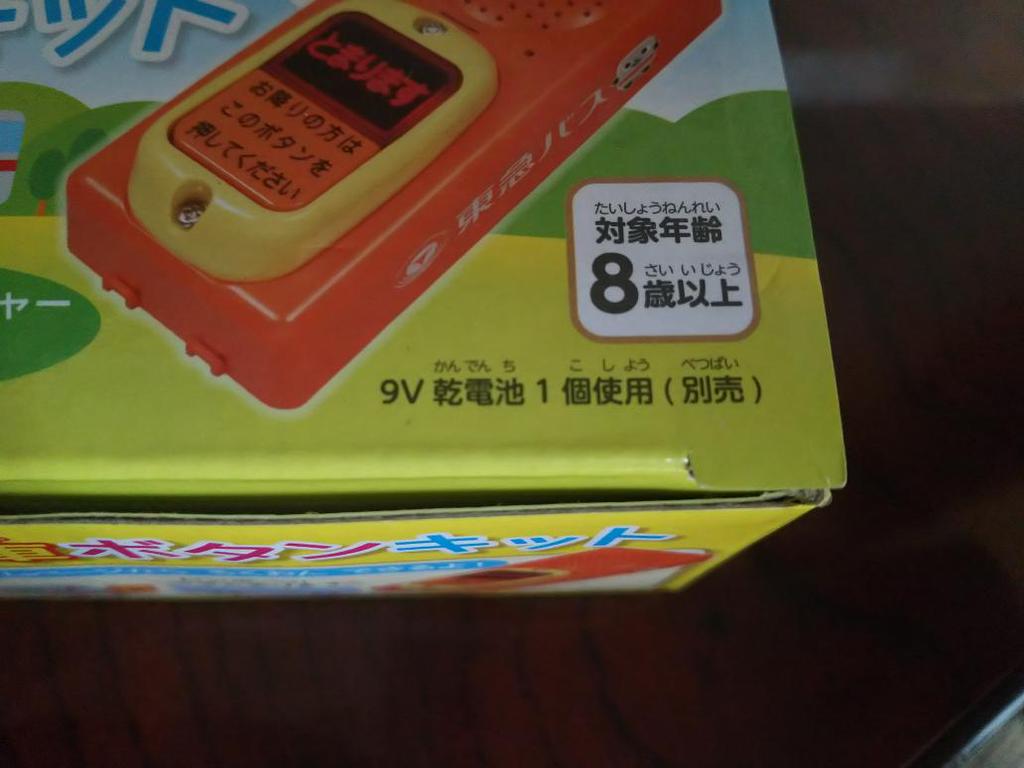 ット
とまります
お降りの方は
このボタンを
押してください
東急バス
たいしょうねんれい
対象年齢
さい いじょう
8歳以上
ャー
かんでんち こしよう べつばい
9V 乾電池 1 個使用 ( 別売 )
ボタンキット